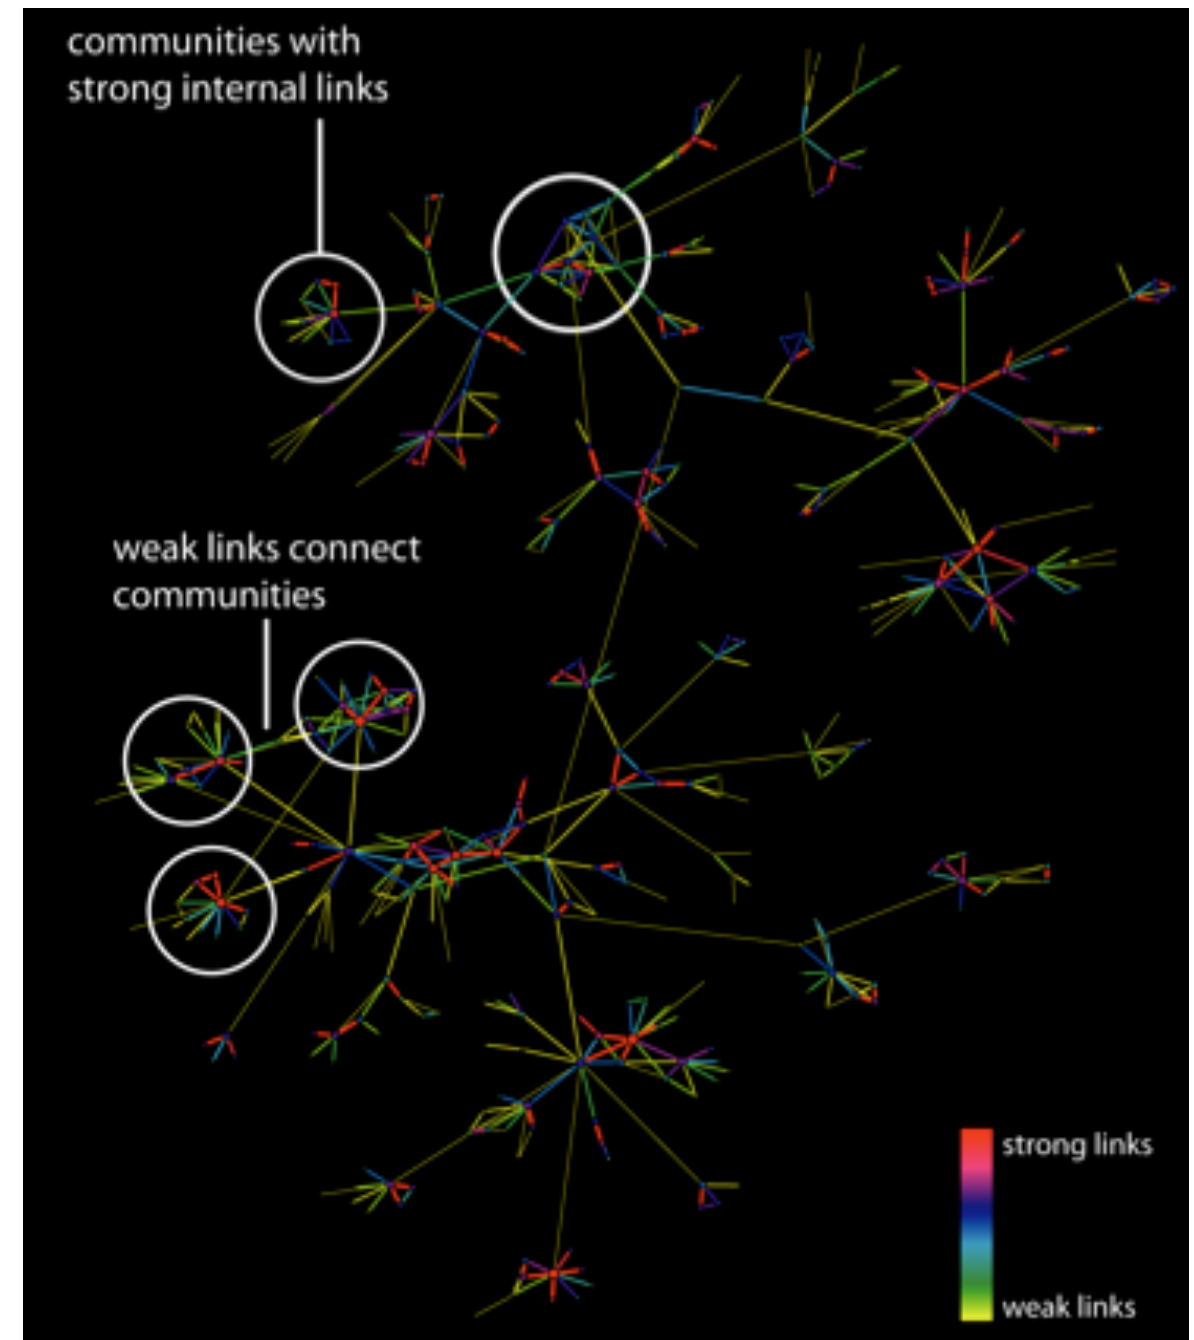 communities with
strong internal links
weak links connect
communities
strong links
weak links